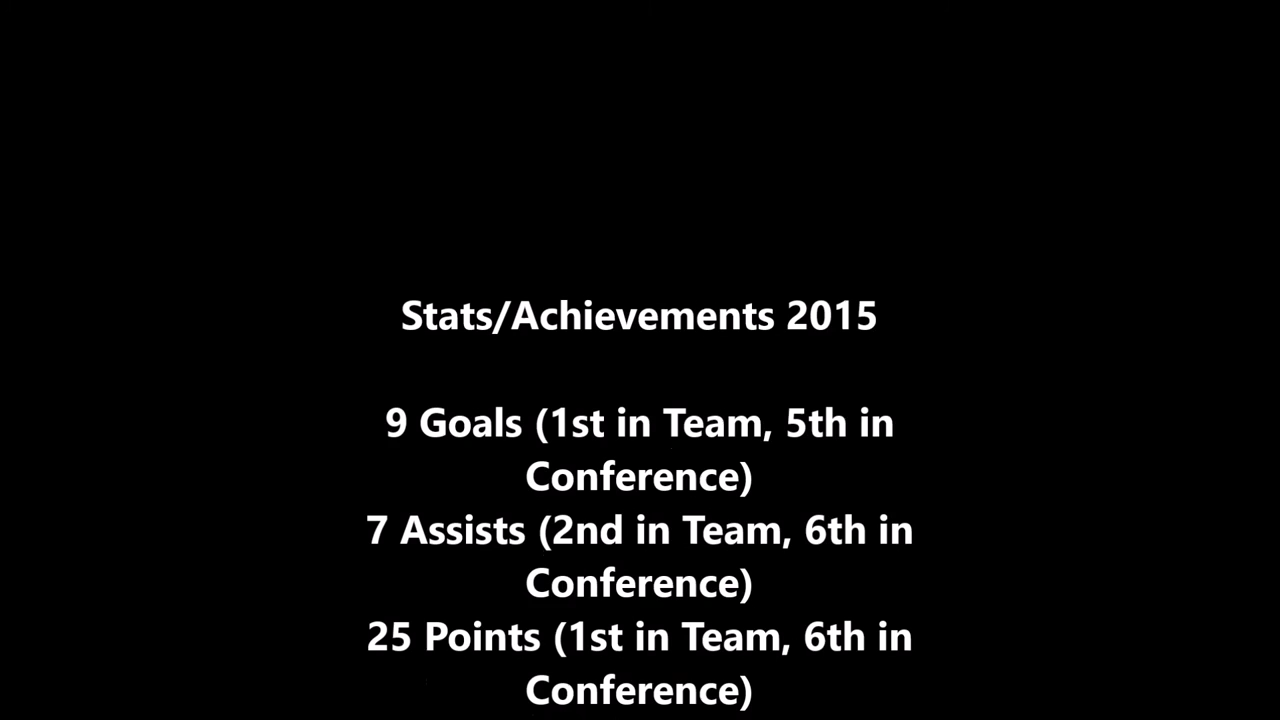 Stats/Achievements 2015
9 Goals (1st in Team, 5th in
Conference)
7 Assists (2nd in Team, 6th in
Conference)
25 Points (1st in Team, 6th in
Conference)